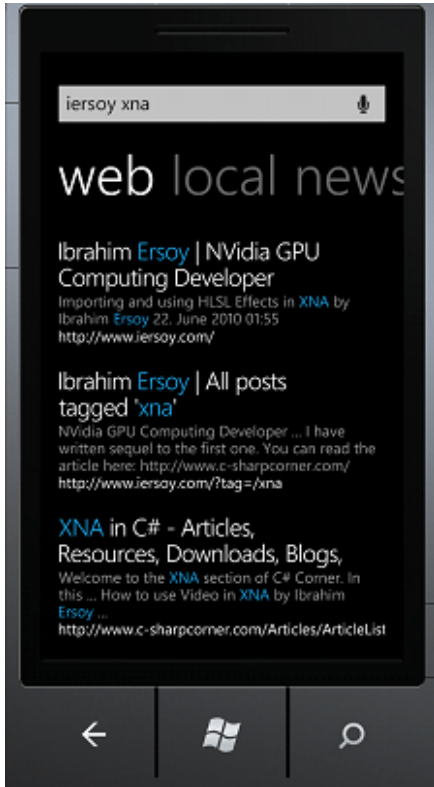 iersoy xna
web local news
Ibrahim Ersoy | NVidia GPU
Computing Developer
Importing and using HLSL Effects in XNA by
Ibrahim Ersoy 22. June 2010 01:55
http://www.iersoy.com/
Ibrahim Ersoy | All posts
tagged 'xna'
NVidia GPU Computing Developer ... I have
written sequel to the first one. You can read the
article here: http://www.c-sharpcorner.com/
http://www.iersoy.com/?tag=/xna
XNA in C# - Articles,
Resources, Downloads, Blogs,
Welcome to the XNA section of C# Corner. In
this ... How to use Video in XNA by Ibrahim
Ersoy ...
http://www.c-sharpcorner.com/Articles/ArticleList